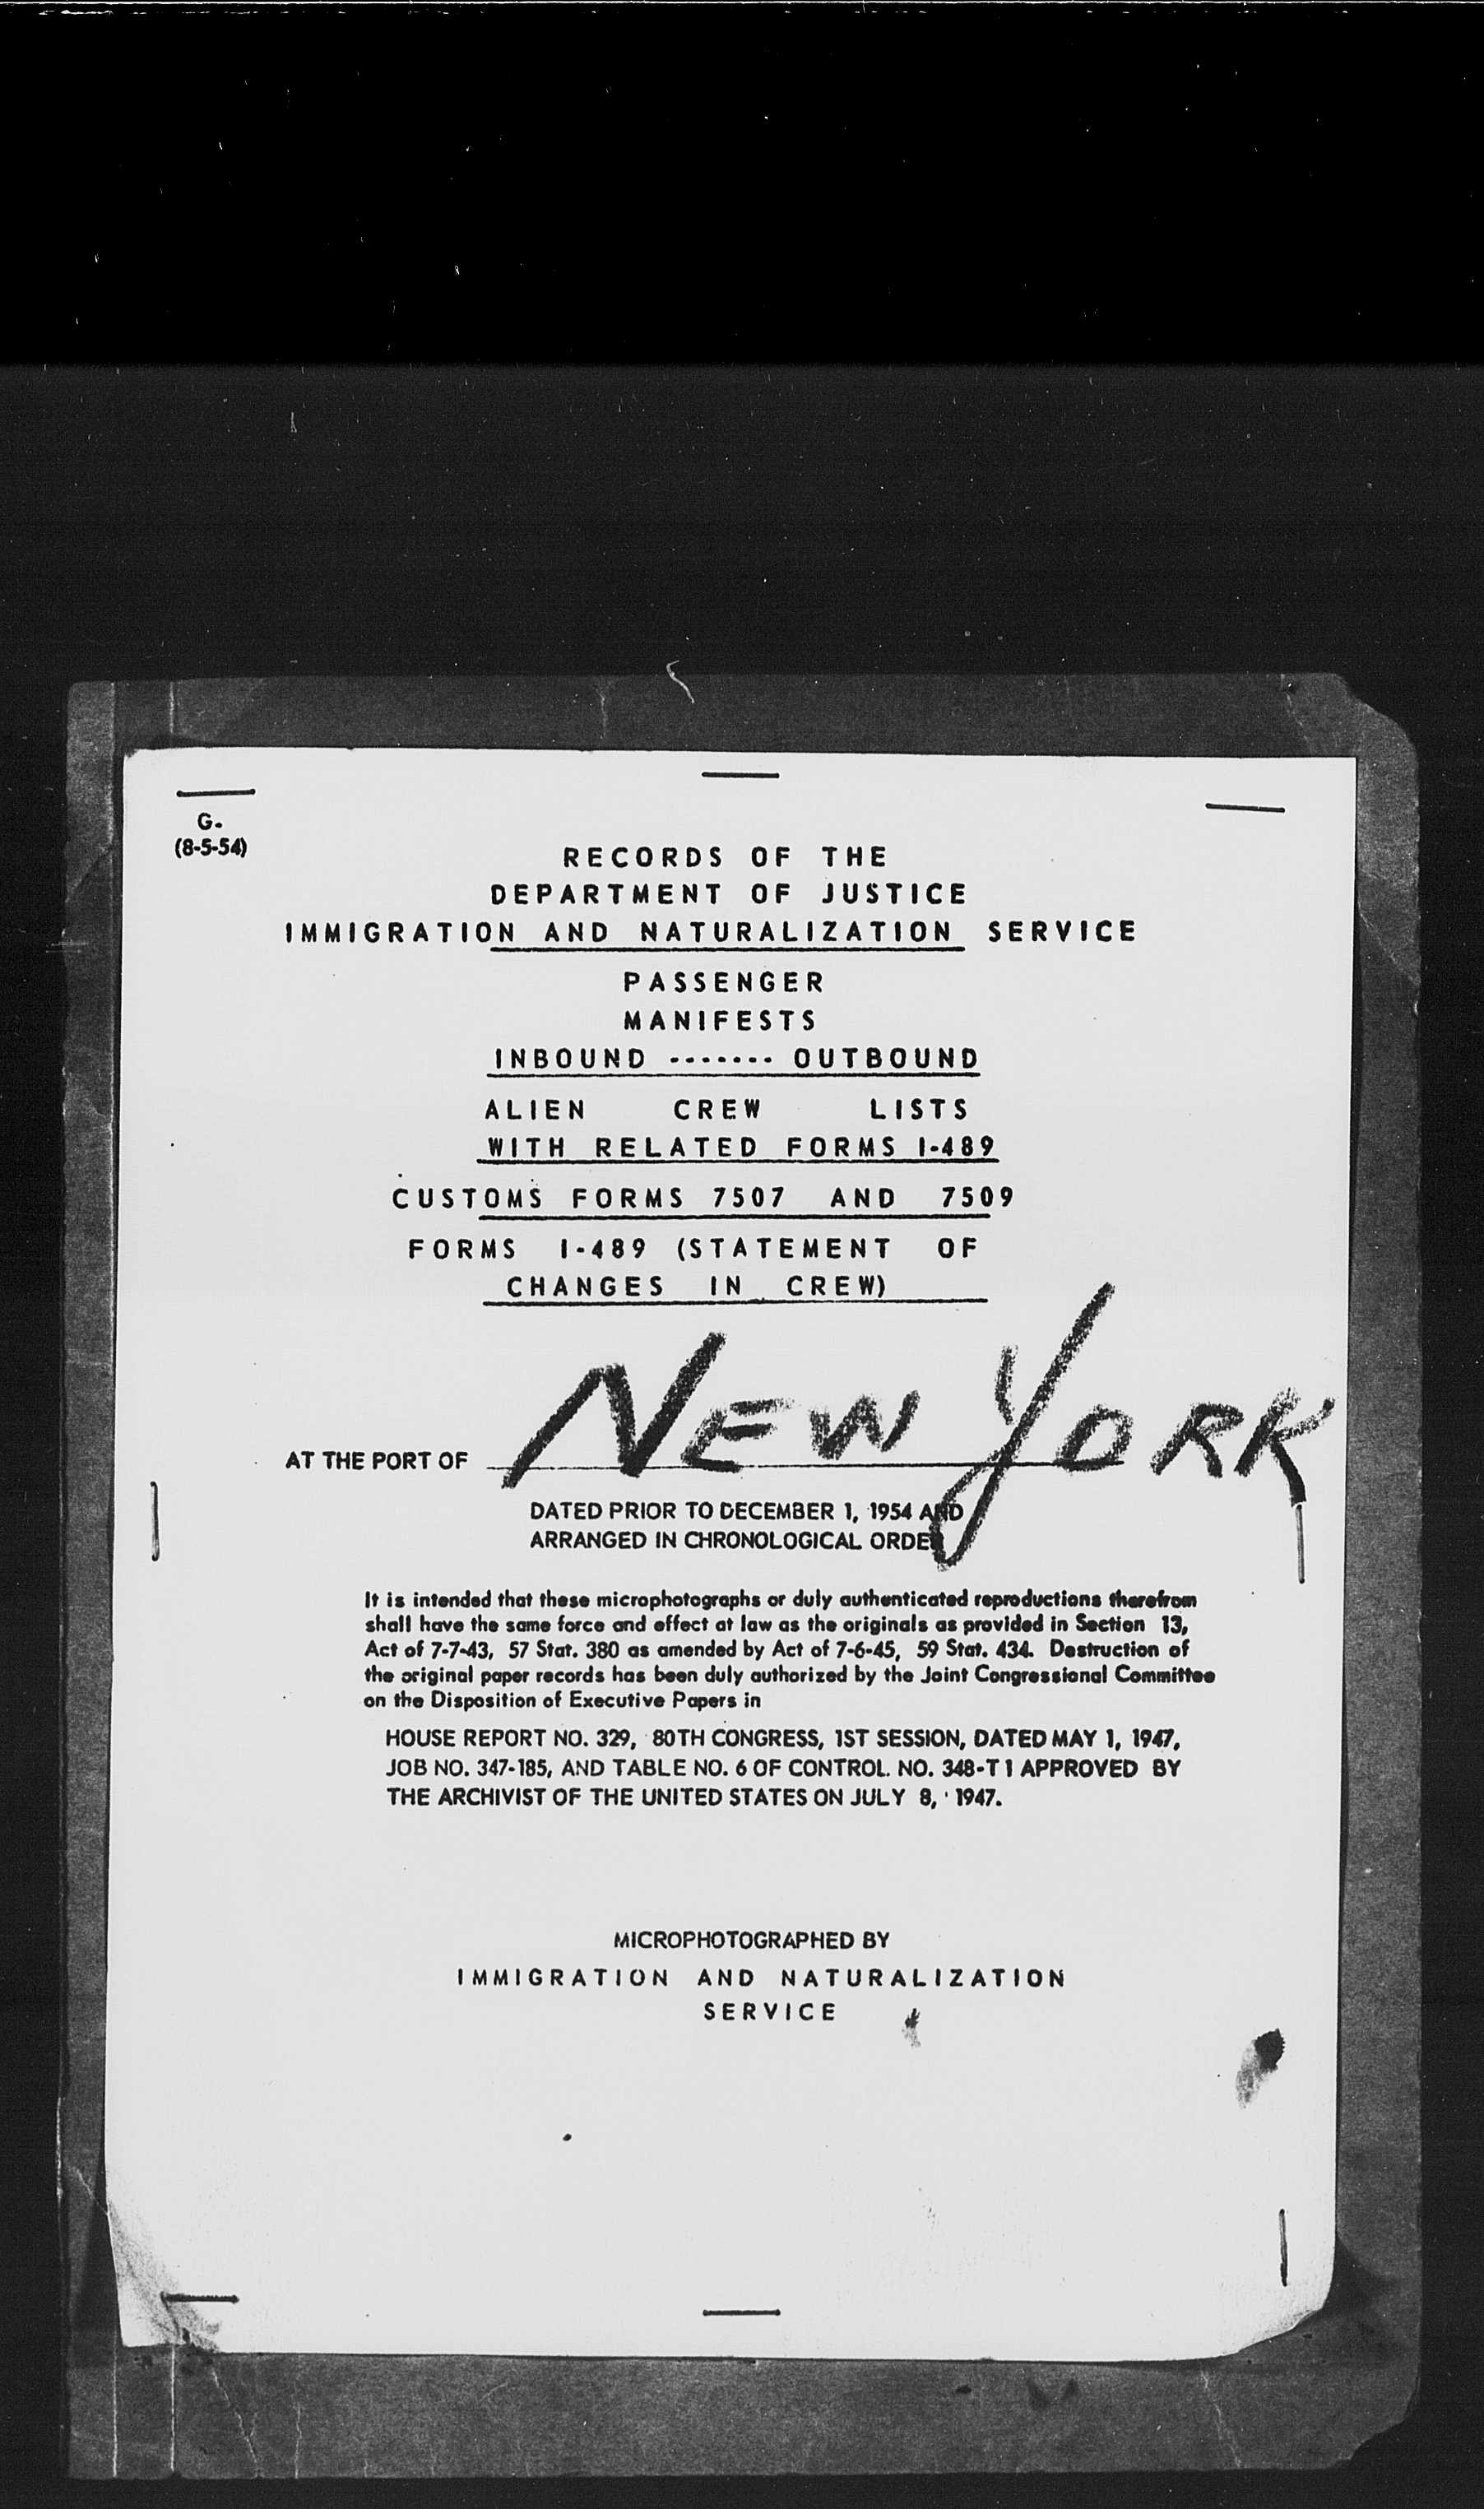 G.
(8-5-54)
RECORDS OF THE
DEPARTMENT OF JUSTICE
IMMIGRATION AND NATURALIZATION SERVICE
PASSENGER
MANIFESTS
INBOUND ------- OUTBOUND
ALIEN CREW LISTS
WITH RELATED FORMS I-489
CUSTOMS FORMS 7507 AND 7509
FORMS I-489 (STATEMENT OF
CHANGES IN CREW)
AT THE PORT OF NEW YORK
DATED PRIOR TO DECEMBER 1, 1954 AND
ARRANGED IN CHRONOLOGICAL ORDER
It is intended that these microphotographs or duly authenticated reproductions therefrom
shall have the same force and effect at law as the originals as provided in Section 13,
Act of 7-7-43, 57 Stat. 380 as amended by Act of 7-6-45, 59 Stat. 434. Destruction of
the original paper records has been duly authorized by the Joint Congressional Committee
on the Disposition of Executive Papers in
HOUSE REPORT NO. 329, 80TH CONGRESS, 1ST SESSION, DATED MAY 1, 1947,
JOB NO. 347-185, AND TABLE NO. 6 OF CONTROL. NO. 348-T 1 APPROVED BY
THE ARCHIVIST OF THE UNITED STATES ON JULY 8, 1947.
MICROPHOTOGRAPHED BY
IMMIGRATION AND NATURALIZATION
SERVICE